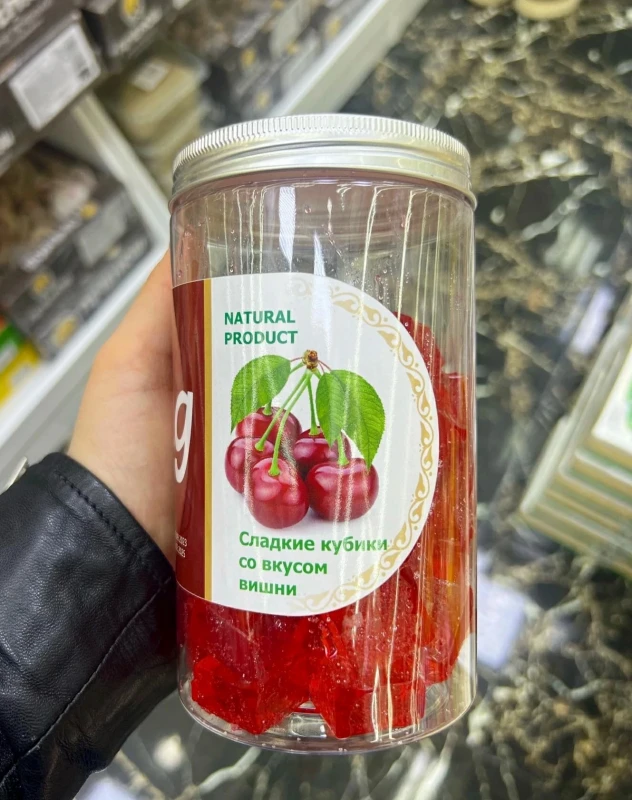 NATURAL
PRODUCT
g
Сладкие кубики
со вкусом
вишни